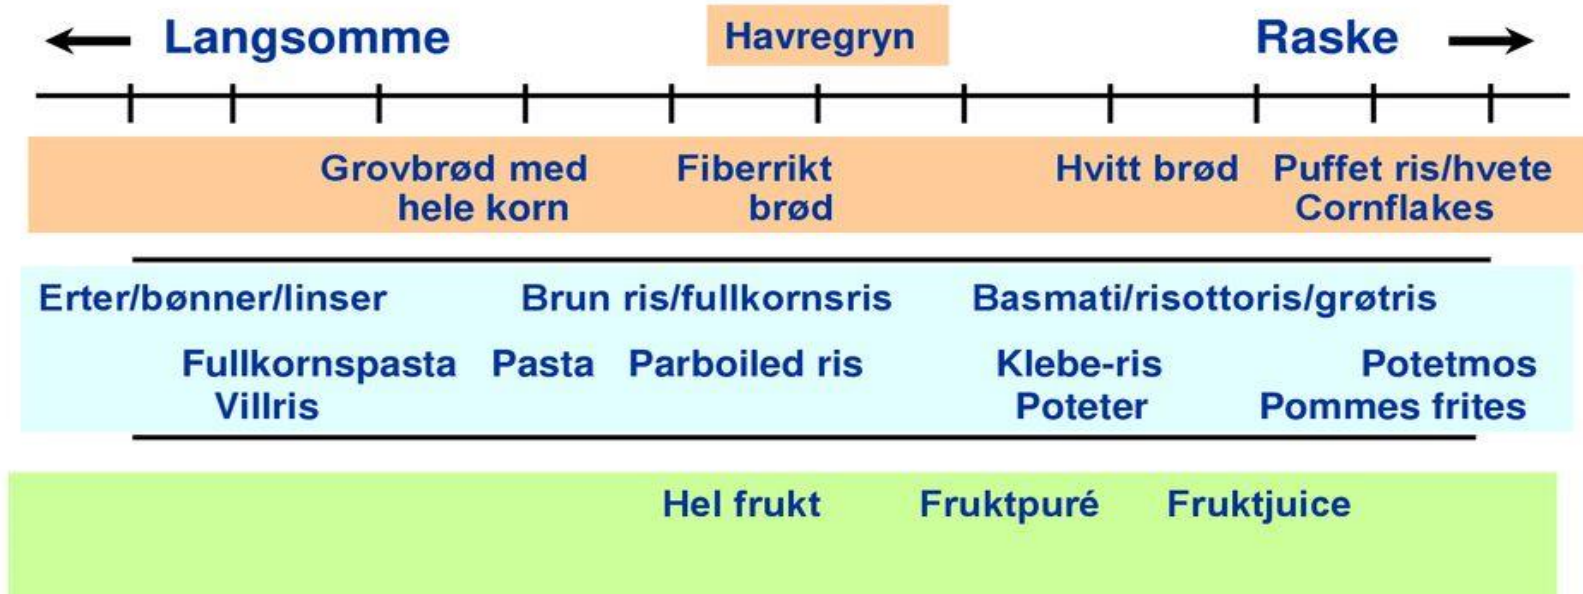 Langsomme Havregryn Raske
Grovbrød med Fiberrikt Hvitt brød Puffet ris/hvete
hele korn brød Cornflakes
Erter/bønner/linser Brun ris/fullkornsris Basmati/risottoris/grøtris
Fullkornspasta Pasta Parboiled ris Klebe-ris Potetmos
Villris Poteter Pommes frites
Hel frukt Fruktpuré Fruktjuice